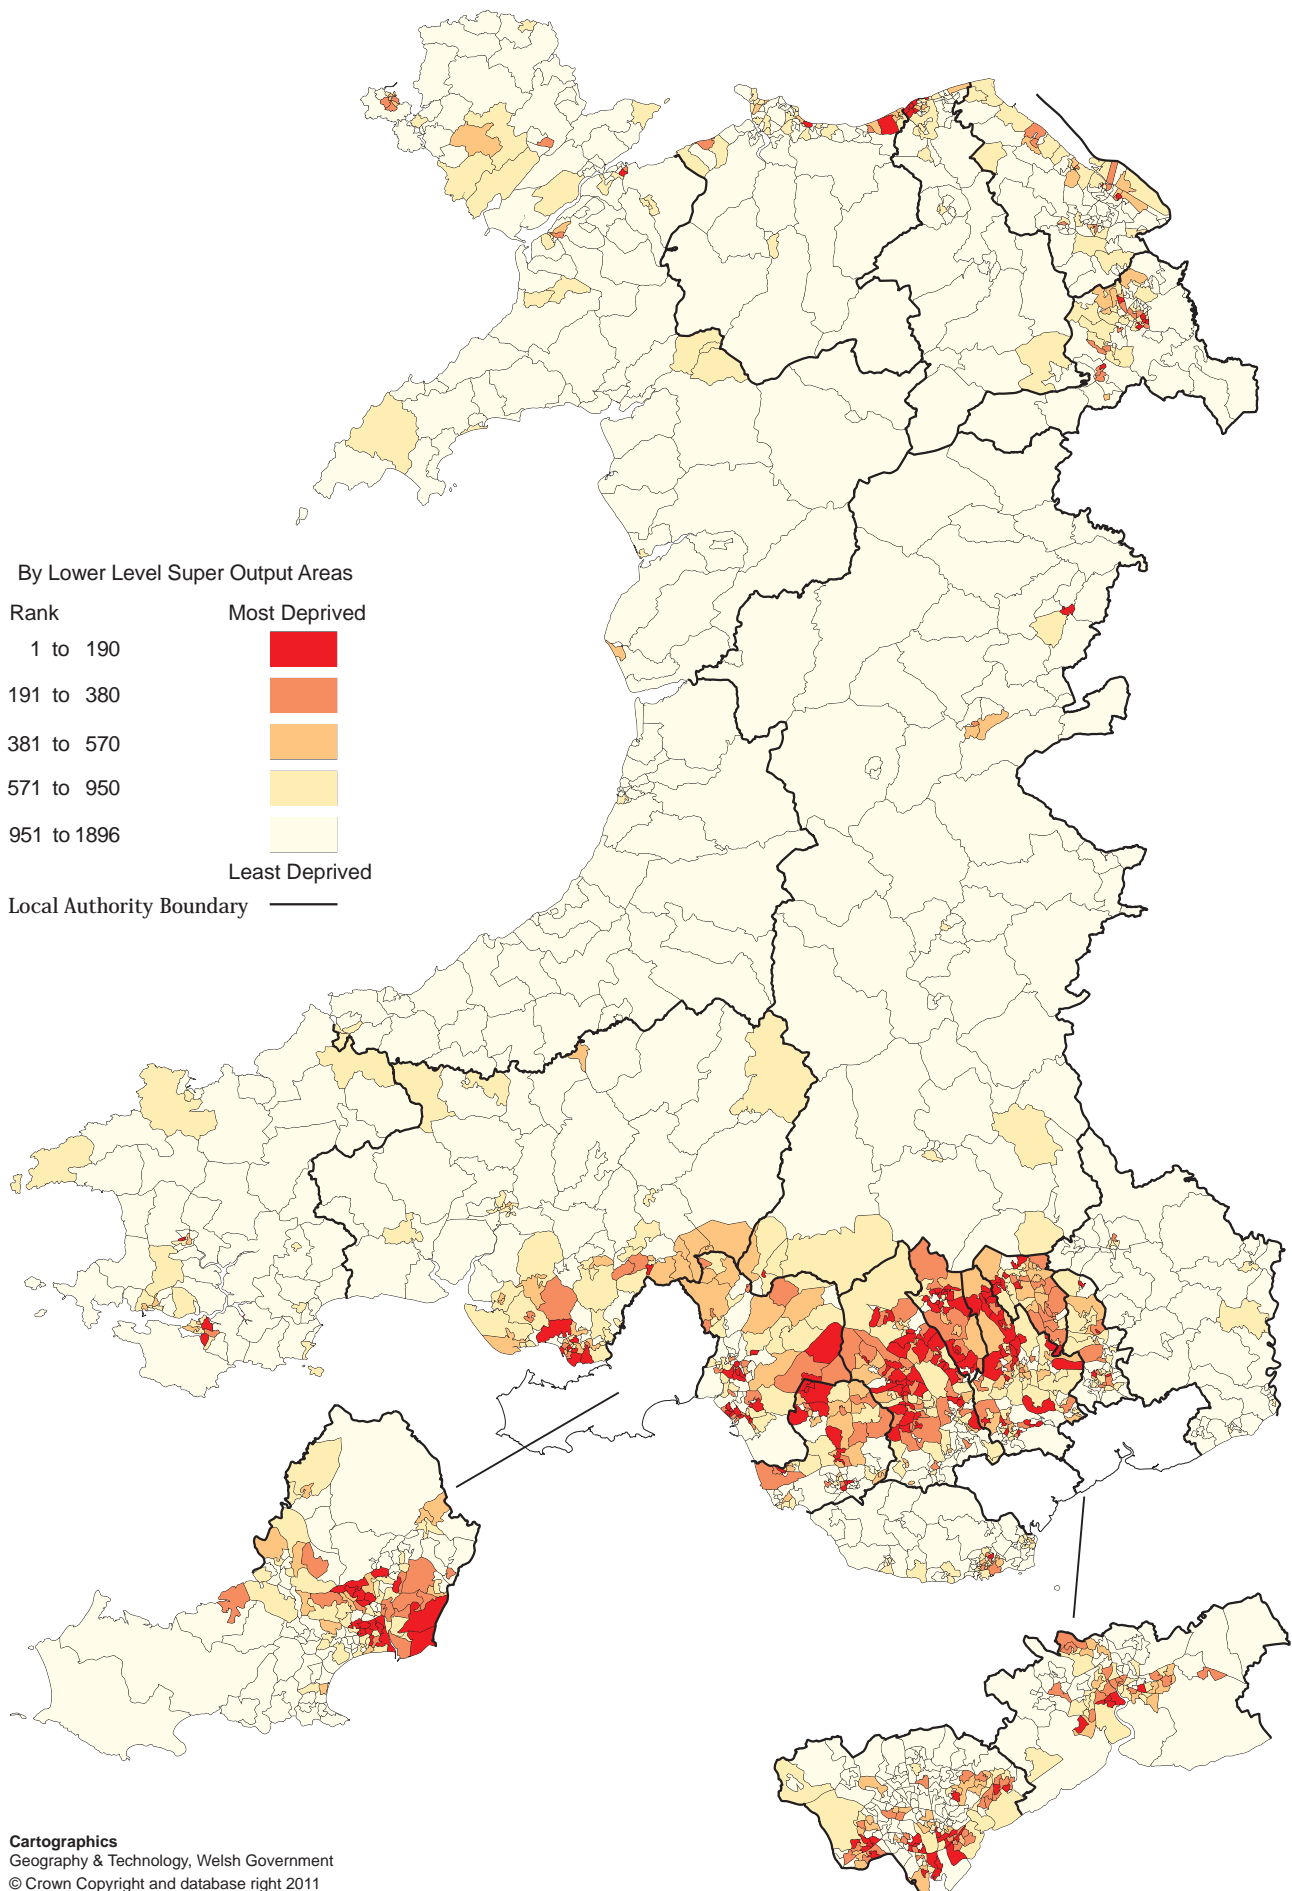 By Lower Level Super Output Areas
Rank Most Deprived
1 to 190
191 to 380
381 to 570
571 to 950
951 to 1896
Least Deprived
Local Authority Boundary
Cartographics
Geography & Technology, Welsh Government
© Crown Copyright and database right 2011